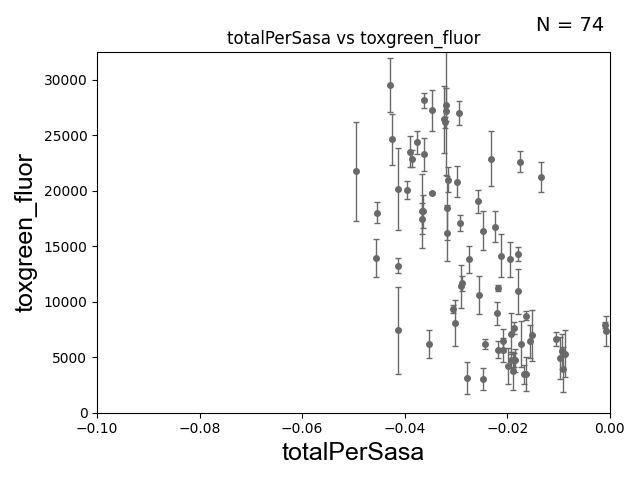 N = 74
totalPerSasa vs toxgreen_fluor
30000
25000
20000
15000
10000
5000
0
toxgreen_fluor
−0.10 −0.08 −0.06 −0.04 −0.02 0.00
totalPerSasa